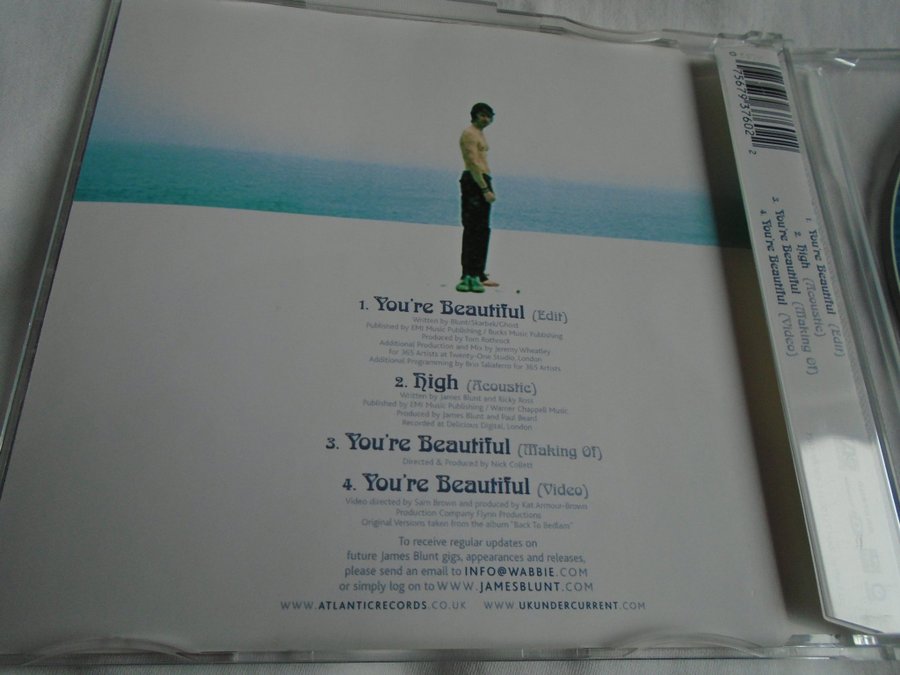 1. You're Beautiful (Edit)
Written by Blunt/Skarbek/Ghost
Published by EMI Music Publishing / Bucks Music Publishing
Produced by Tom Rothrock
Additional Production and Mix by Jeremy Wheatley
for 365 Artists at Twenty-One Studio, London
Additional Programming by Brio Taliaferro for 365 Artists
2. High (Acoustic)
Written by James Blunt and Ricky Ross
Published by EMI Music Publishing / Warner Chappell Music
Produced by James Blunt and Paul Beard
Recorded at Delicious Digital, London
3. You're Beautiful (Making Of)
Directed & Produced by Nick Collett
4. You're Beautiful (Video)
Video directed by Sam Brown and produced by Kat Armour-Brown
Production Company Flynn Productions
Original Versions taken from the album "Back To Bedlam"
To receive regular updates on
future James Blunt gigs, appearances and releases,
please send an email to INFO@WABBIE.COM
or simply log on to WWW.JAMESBLUNT.COM
WWW.ATLANTICRECORDS.CO.UK WWW.UKUNDERCURRENT.COM
0 75679 37602 2
1. You're Beautiful (Edit)
2. High (Acoustic)
3. You're Beautiful (Making Of)
4. You're Beautiful (Video)